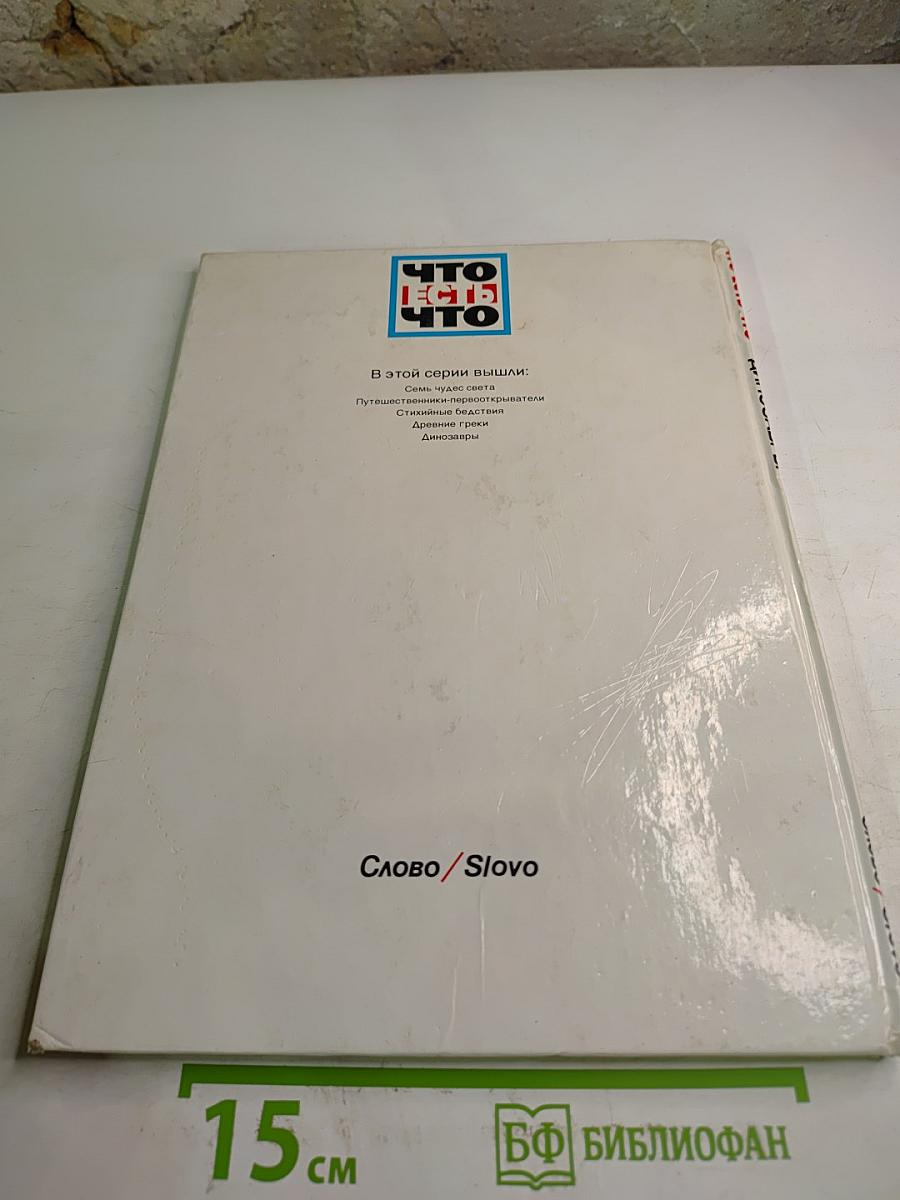 ЧТО
ЕСТЬ
ЧТО
В этой серии вышли:
Семь чудес света
Путешественники-первооткрыватели
Стихийные бедствия
Древние греки
Динозавры
Слово / Slovo
15 см
БФ БИБЛИОФАН